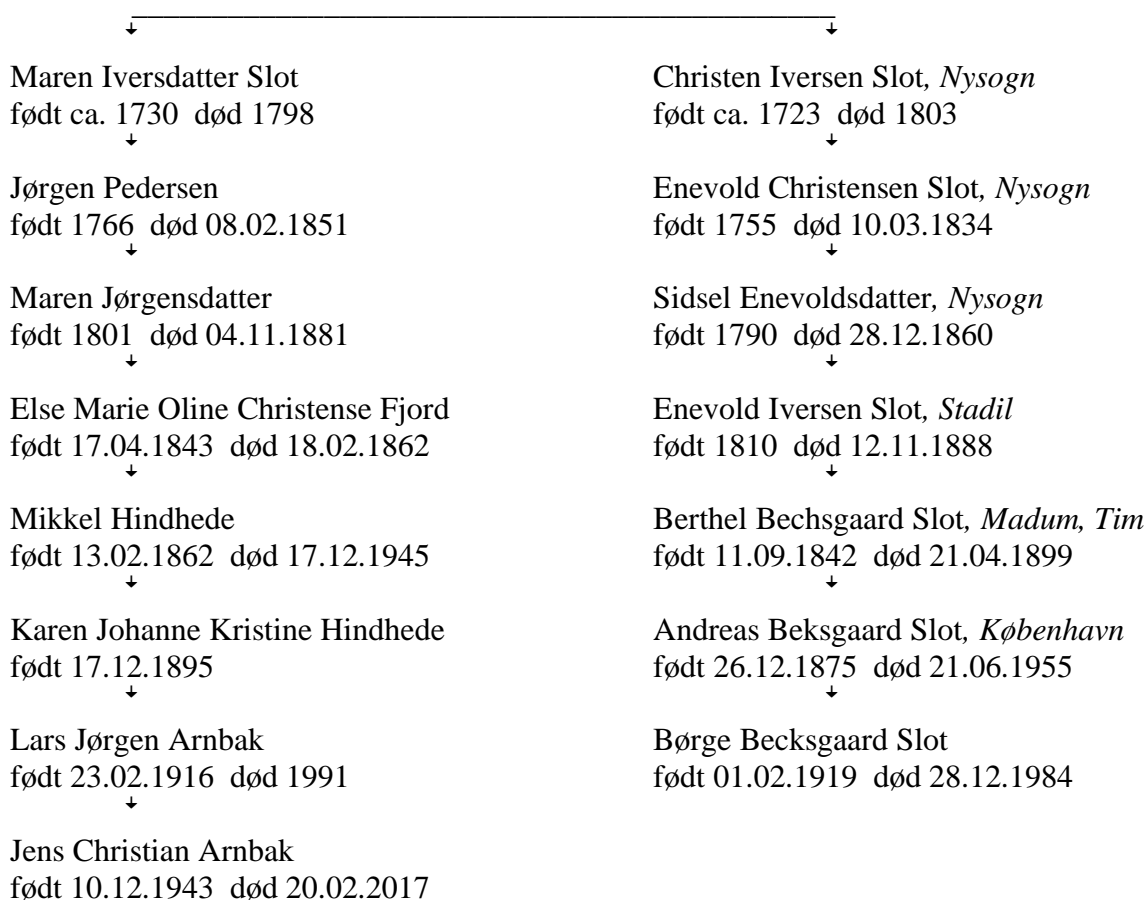 Maren Iversdatter Slot
født ca. 1730 død 1798
Jørgen Pedersen
født 1766 død 08.02.1851
Maren Jørgensdatter
født 1801 død 04.11.1881
Else Marie Oline Christense Fjord
født 17.04.1843 død 18.02.1862
Mikkel Hindhede
født 13.02.1862 død 17.12.1945
Karen Johanne Kristine Hindhede
født 17.12.1895
Lars Jørgen Arnbak
født 23.02.1916 død 1991
Jens Christian Arnbak
født 10.12.1943 død 20.02.2017
Christen Iversen Slot, Nysogn
født ca. 1723 død 1803
Enevold Christensen Slot, Nysogn
født 1755 død 10.03.1834
Sidsel Enevoldsdatter, Nysogn
født 1790 død 28.12.1860
Enevold Iversen Slot, Stadil
født 1810 død 12.11.1888
Berthel Bechsgaard Slot, Madum, Tim
født 11.09.1842 død 21.04.1899
Andreas Beksgaard Slot, København
født 26.12.1875 død 21.06.1955
Børge Becksgaard Slot
født 01.02.1919 død 28.12.1984